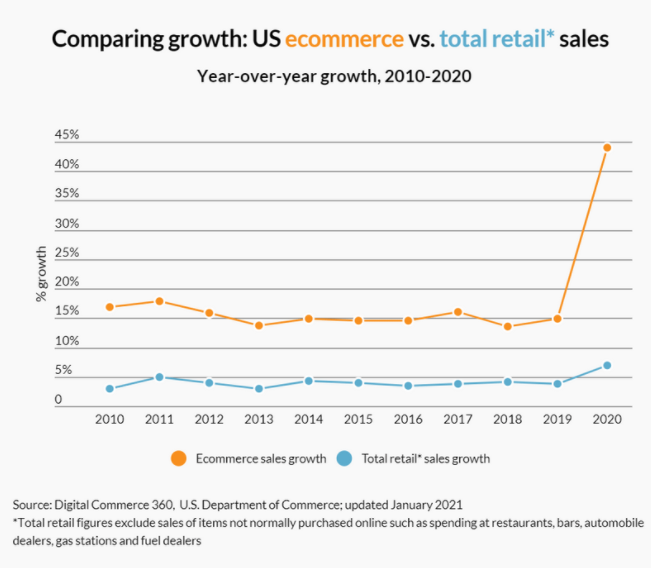 Comparing growth: US ecommerce vs. total retail* sales
Year-over-year growth, 2010-2020
45%
40%
35%
30%
25%
20%
15%
10%
5%
0
% growth
2010 2011 2012 2013 2014 2015 2016 2017 2018 2019 2020
Ecommerce sales growth Total retail* sales growth
Source: Digital Commerce 360, U.S. Department of Commerce; updated January 2021
*Total retail figures exclude sales of items not normally purchased online such as spending at restaurants, bars, automobile
dealers, gas stations and fuel dealers